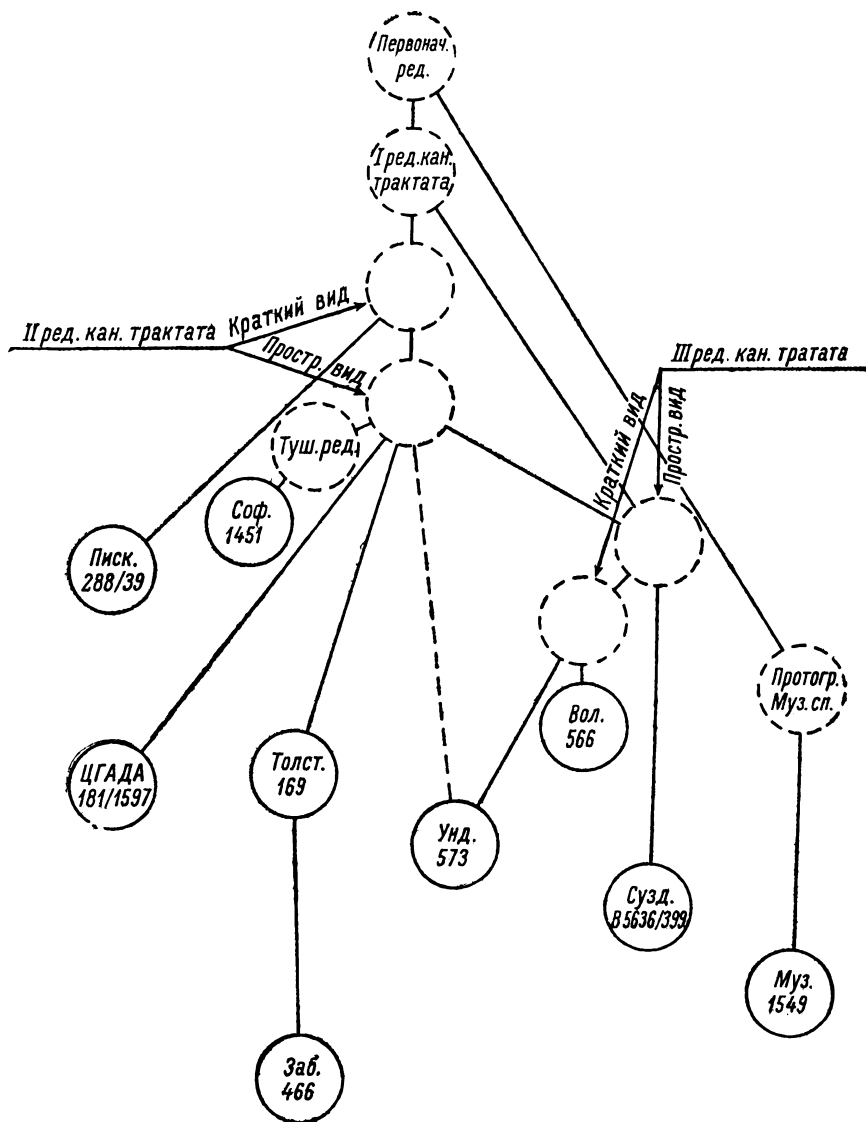 Первонач.
ред.
I ред. кан.
трактата
II ред. кан. трактата
Краткий вид
Простр. вид
III ред. кан. тратата
Краткий вид
Простр. вид
Туш. ред.
Соф.
1451
Писк.
288/39
Протогр.
Муз. сп.
Вол.
566
ЦГАДА
181/1597
Толст.
169
Унд.
573
Сузд.
В 5636/399
Муз.
1549
Заб.
466